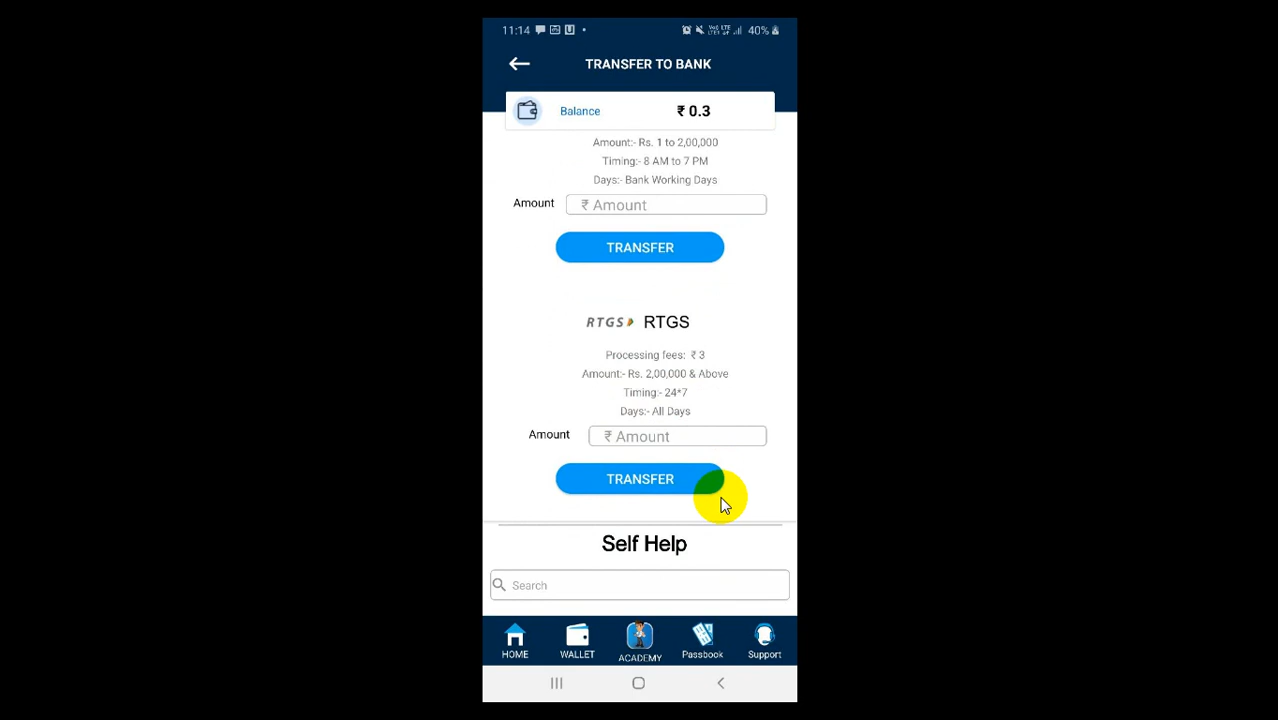 11:14
Vo) LTE
40%
TRANSFER TO BANK
Balance ₹ 0.3
Amount:- Rs. 1 to 2,00,000
Timing:- 8 AM to 7 PM
Days:- Bank Working Days
Amount ₹ Amount
TRANSFER
RTGS RTGS
Processing fees: ₹ 3
Amount:- Rs. 2,00,000 & Above
Timing:- 24*7
Days:- All Days
Amount ₹ Amount
TRANSFER
Self Help
Search
HOME WALLET ACADEMY Passbook Support